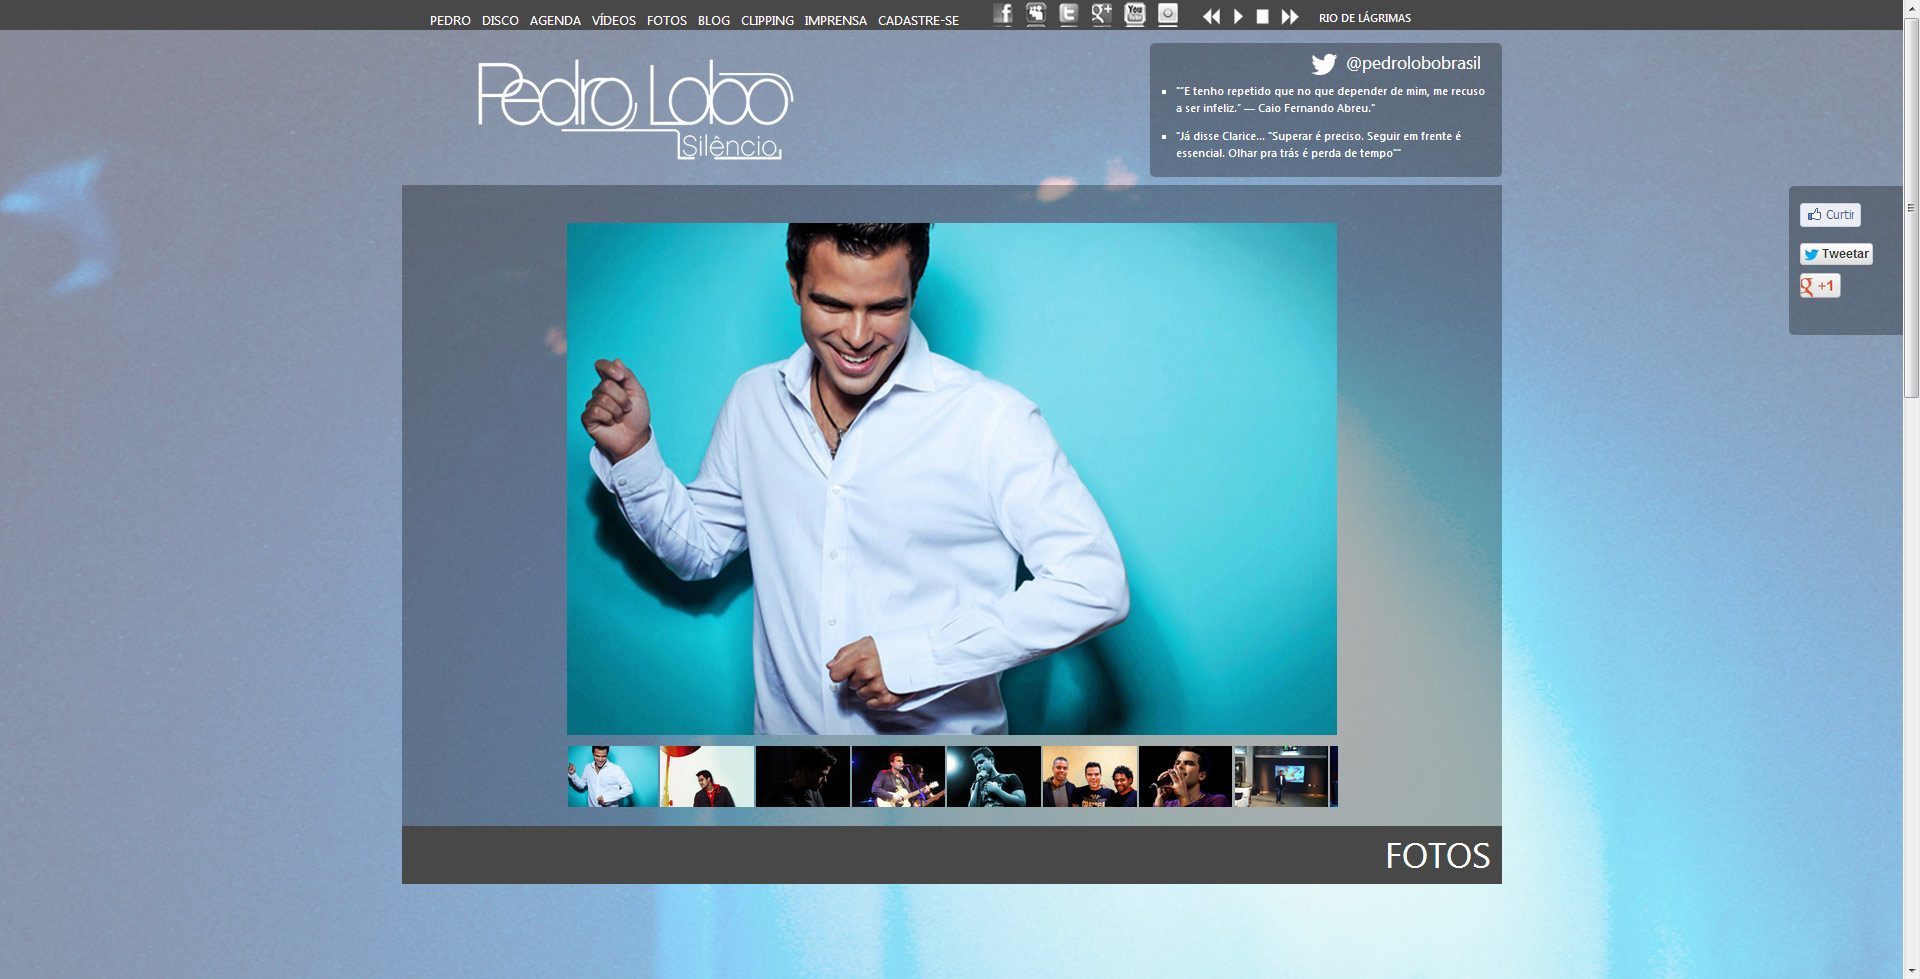 PEDRO DISCO AGENDA VÍDEOS FOTOS BLOG CLIPPING IMPRENSA CADASTRE-SE You Tube RIO DE LÁGRIMAS
Pedro Lobo
Silêncio
@pedrolobobrasil
"“E tenho repetido que no que depender de mim, me recuso
a ser infeliz.” — Caio Fernando Abreu."
"Já disse Clarice... "Superar é preciso. Seguir em frente é
essencial. Olhar pra trás é perda de tempo""
Curtir
Tweetar
g +1
FOTOS